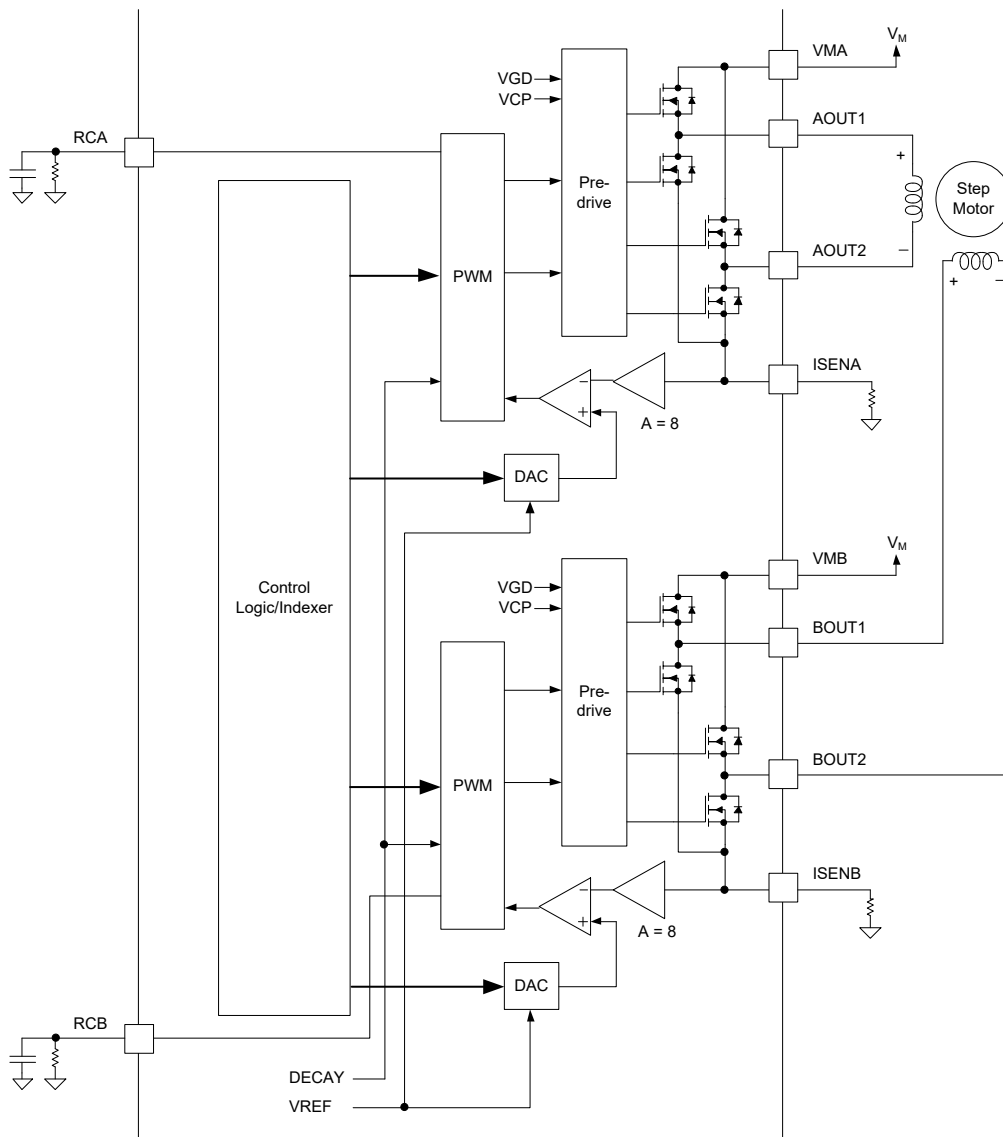 VM
VMA
VGD
VCP
AOUT1
RCA
+
Pre-
drive
Step
Motor
PWM
AOUT2
–
+
–
ISENA
–
+
A = 8
DAC
VM
VMB
VGD
VCP
Control
Logic/Indexer
BOUT1
Pre-
drive
PWM
BOUT2
ISENB
–
+
A = 8
DAC
RCB
DECAY
VREF